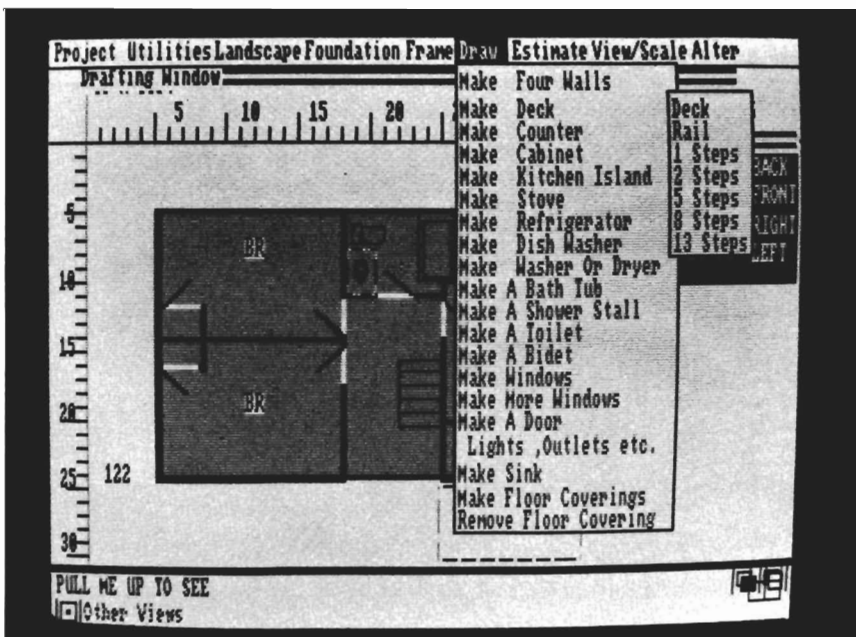 Project Utilities Landscape Foundation Frame Draw Estimate View/Scale Alter
Drafting Window
5 10 15 20
Make Four Walls
Make Deck
Make Counter
Make Cabinet
Make Kitchen Island
Make Stove
Make Refrigerator
Make Dish Washer
Make Washer Or Dryer
Make A Bath Tub
Make A Shower Stall
Make A Toilet
Make A Bidet
Make Windows
Make More Windows
Make A Door
Lights ,Outlets etc.
Make Sink
Make Floor Coverings
Remove Floor Covering
Deck
Rail
1 Steps
2 Steps
5 Steps
8 Steps
13 Steps
BACK
FRONT
RIGHT
LEFT
BR
BR
5
10
15
20
25
30
122
PULL ME UP TO SEE
Other Views